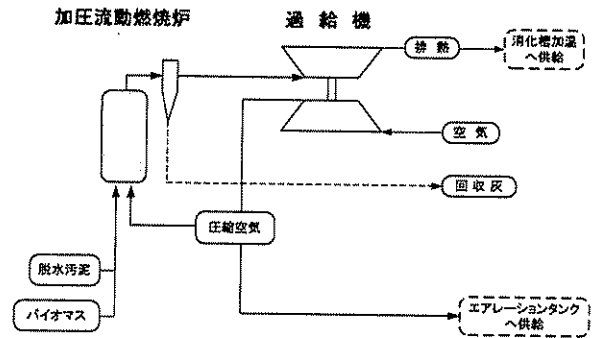 加圧流動燃焼炉
過給機
排熱
消化槽加温
へ供給
空気
回収灰
圧縮空気
脱水汚泥
バイオマス
エアレーションタンク
へ供給